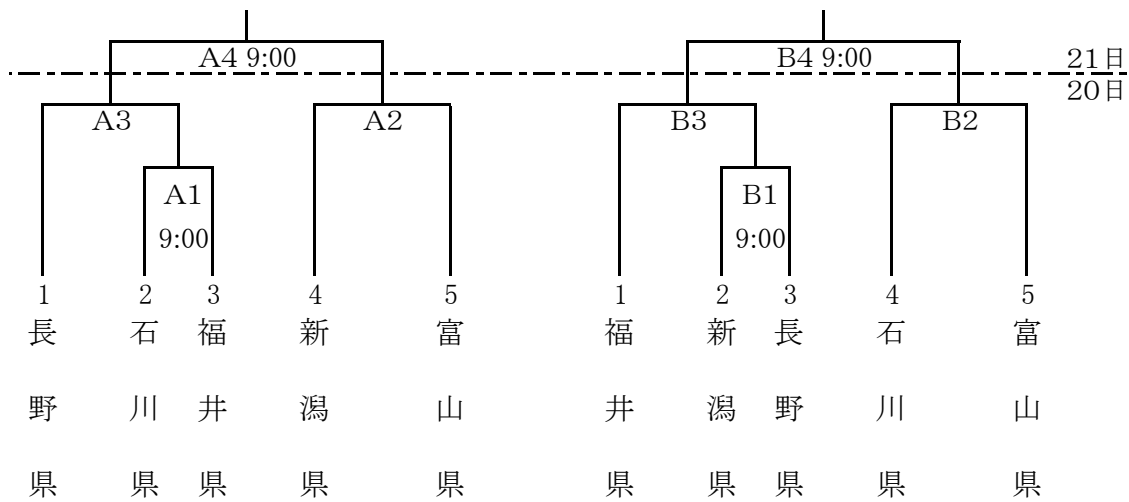 A4 9:00 B4 9:00 21日
20日
A3 A2 B3 B2
A1 B1
9:00 9:00
1 2 3 4 5 1 2 3 4 5
長野県 石川県 福井県 新潟県 富山県 福井県 新潟県 長野県 石川県 富山県